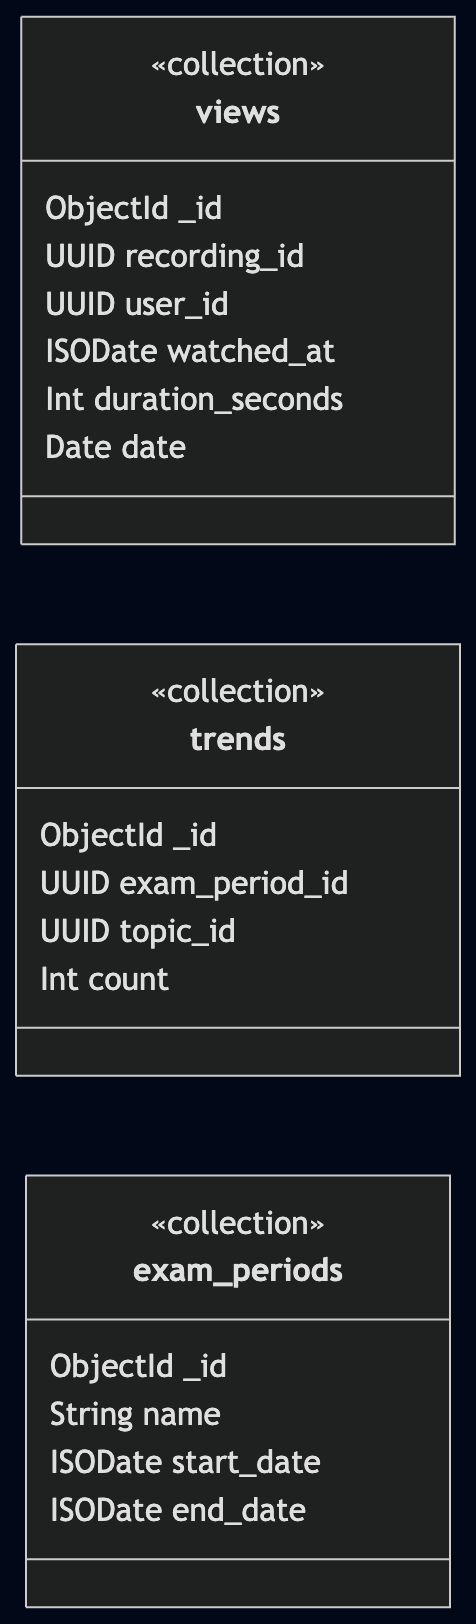 «collection»
views
ObjectId _id
UUID recording_id
UUID user_id
ISODate watched_at
Int duration_seconds
Date date
«collection»
trends
ObjectId _id
UUID exam_period_id
UUID topic_id
Int count
«collection»
exam_periods
ObjectId _id
String name
ISODate start_date
ISODate end_date